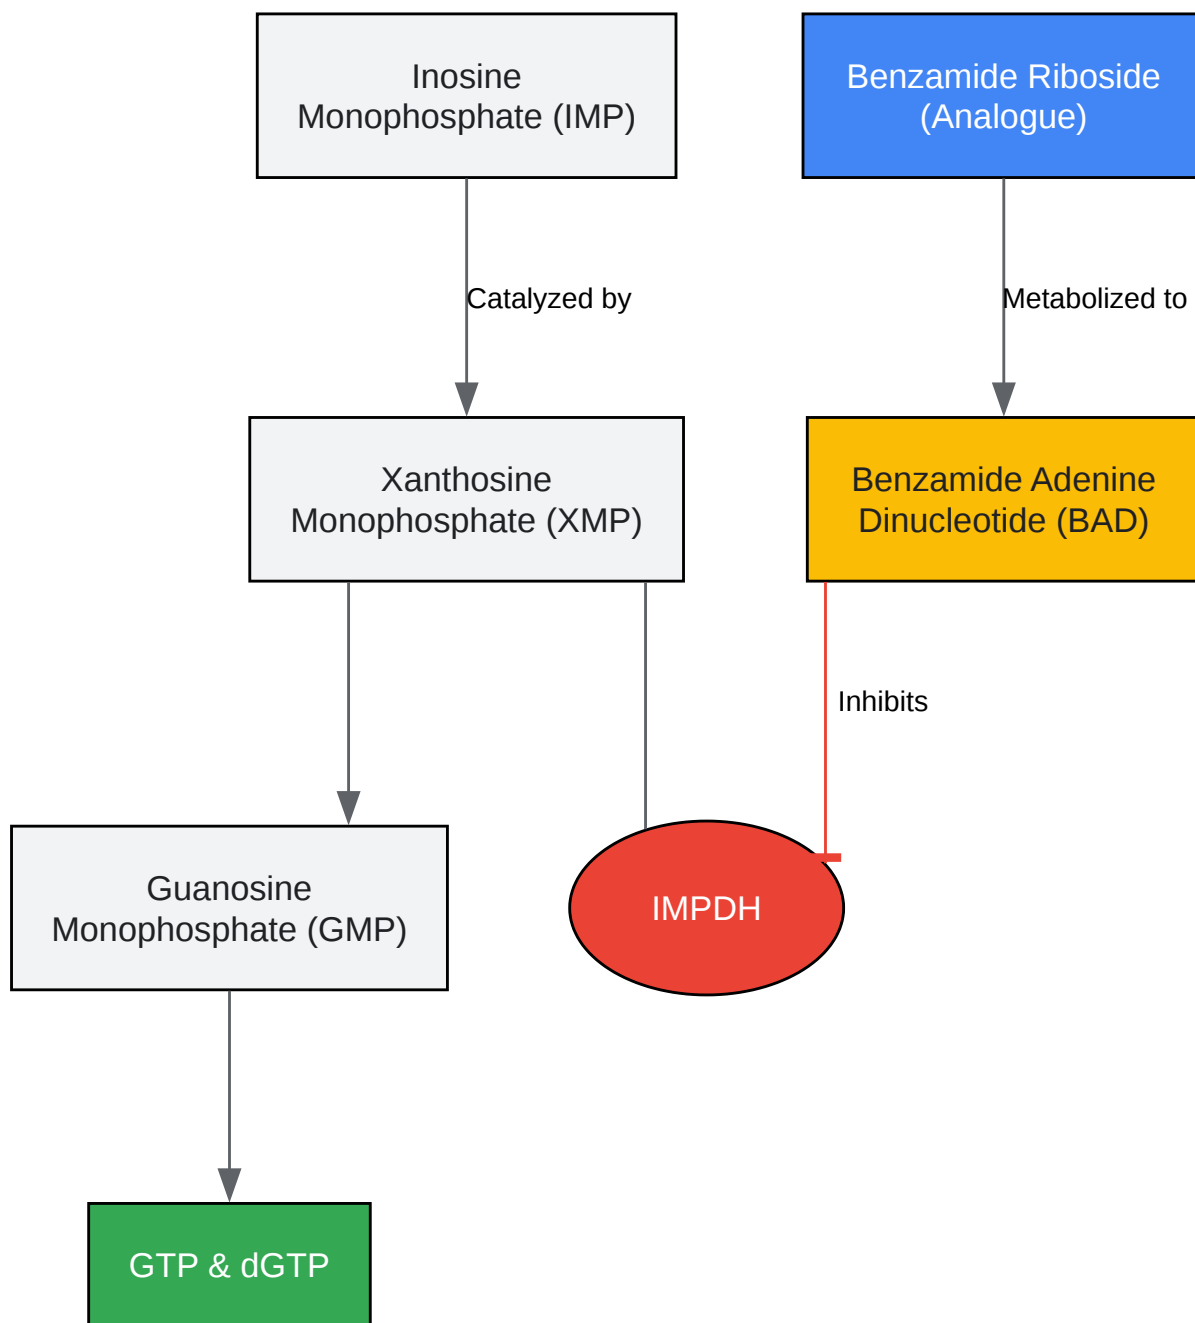 Inosine
Monophosphate (IMP)
Benzamide Riboside
(Analogue)
Catalyzed by
Metabolized to
Xanthosine
Monophosphate (XMP)
Benzamide Adenine
Dinucleotide (BAD)
Inhibits
Guanosine
Monophosphate (GMP)
IMPDH
GTP & dGTP